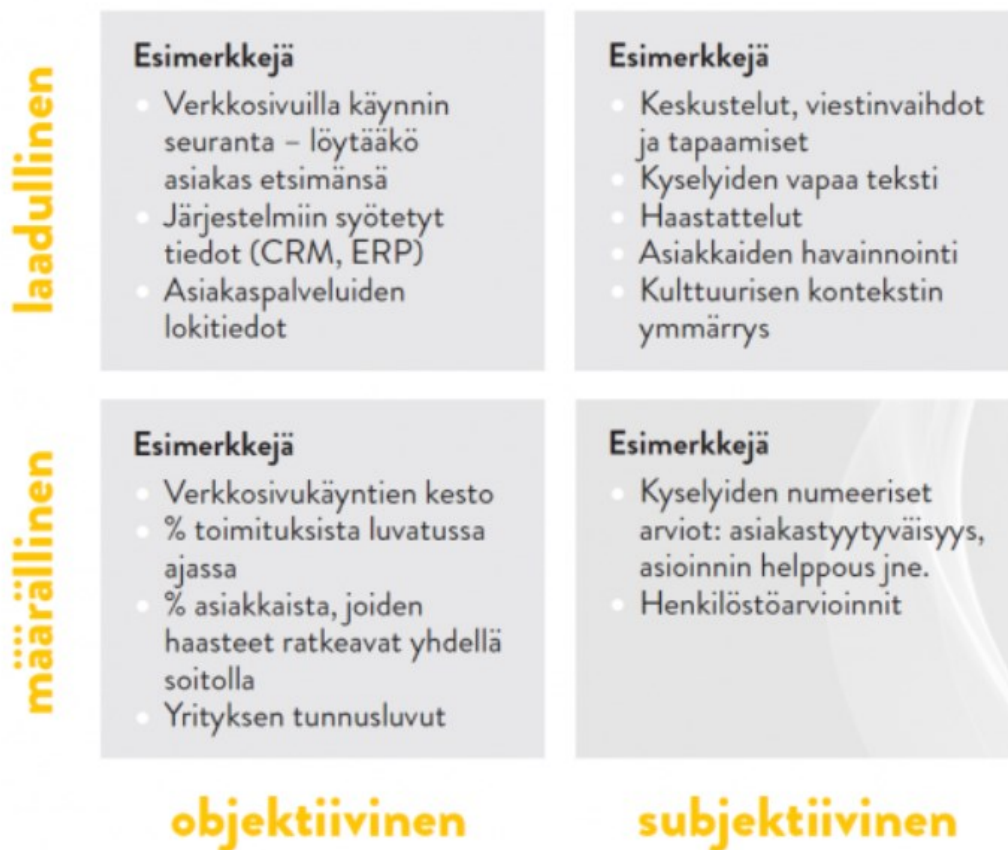 laadullinen
Esimerkkejä
Verkkosivuilla käynnin
seuranta – löytääkö
asiakas etsimänsä
Järjestelmiin syötetyt
tiedot (CRM, ERP)
Asiakaspalveluiden
lokitiedot
Esimerkkejä
Keskustelut, viestinvaihdot
ja tapaamiset
Kyselyiden vapaa teksti
Haastattelut
Asiakkaiden havainnointi
Kulttuurisen kontekstin
ymmärrys
määrällinen
Esimerkkejä
Verkkosivukäyntien kesto
% toimituksista luvatussa
ajassa
% asiakkaista, joiden
haasteet ratkeavat yhdellä
soitolla
Yrityksen tunnusluvut
Esimerkkejä
Kyselyiden numeeriset
arviot: asiakastyytyväisyys,
asioinnin helppous jne.
Henkilöstöarvioinnit
objektiivinen
subjektiivinen